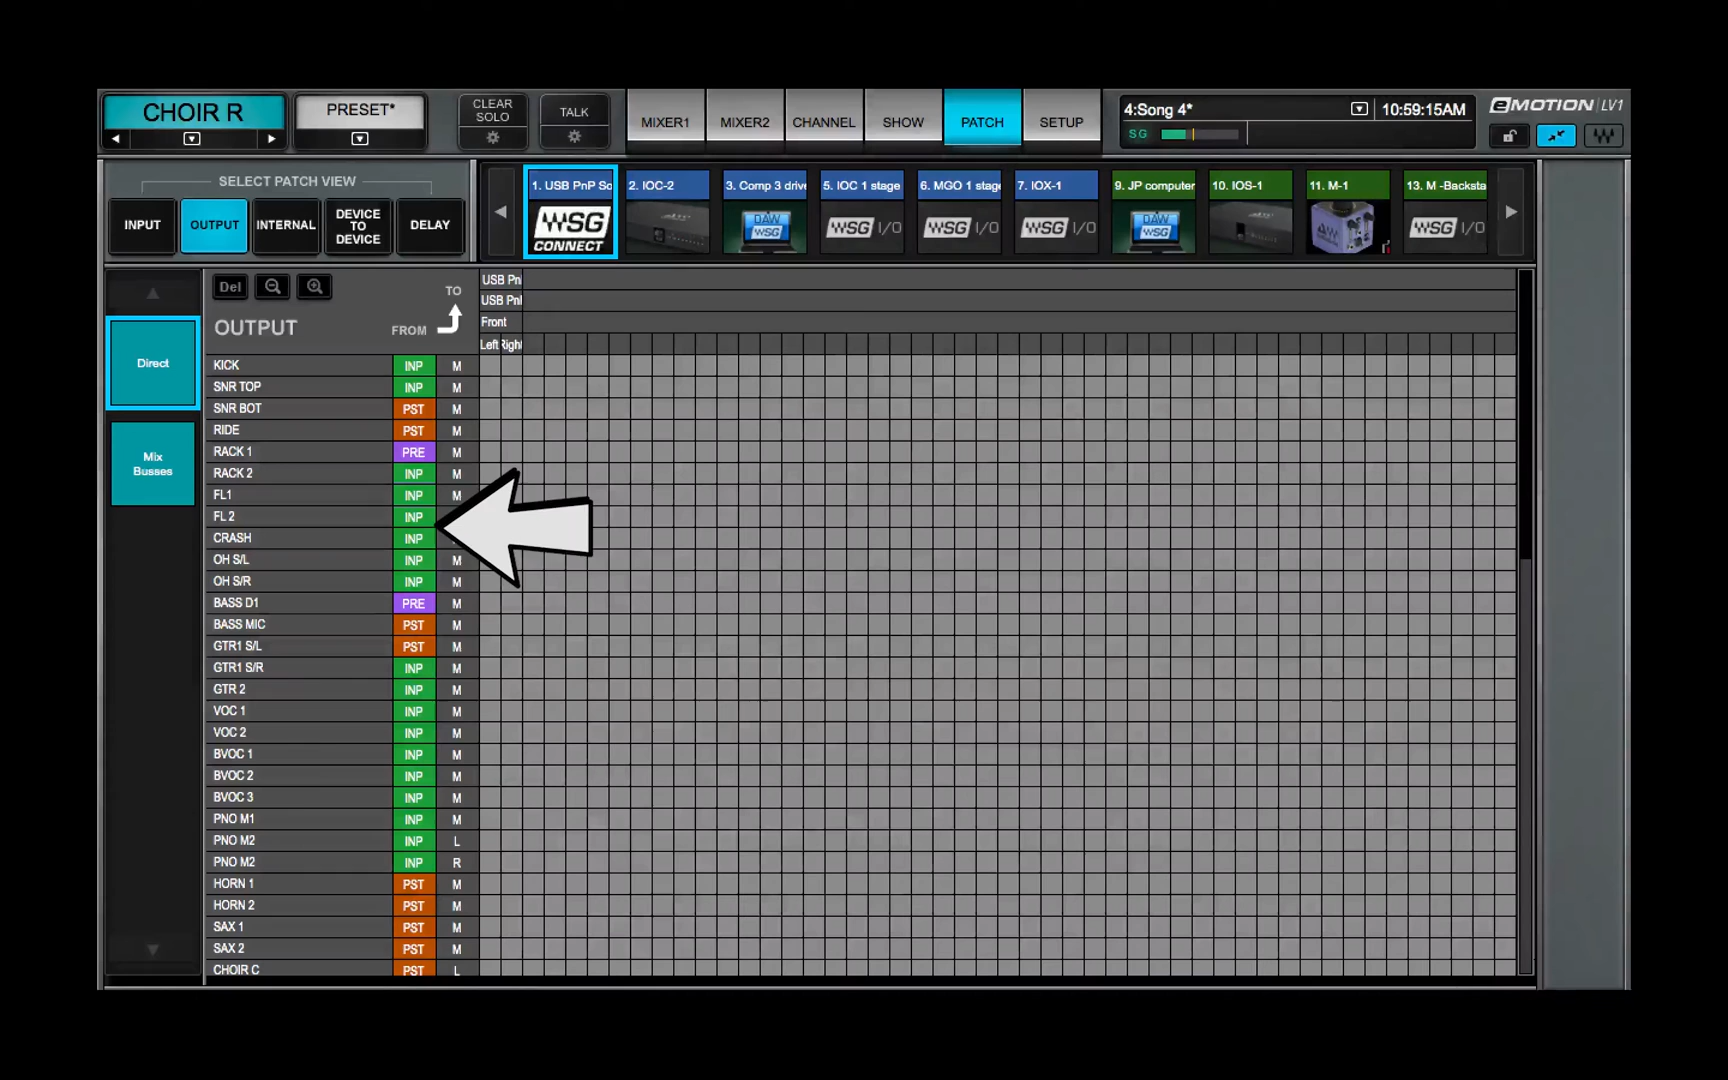 CHOIR R
PRESET*
CLEAR
SOLO
TALK
MIXER1
MIXER2
CHANNEL
SHOW
PATCH
SETUP
4:Song 4*
10:59:15AM
SG
eMOTION LV1
SELECT PATCH VIEW
INPUT
OUTPUT
INTERNAL
DEVICE
TO
DEVICE
DELAY
1. USB PnP So
WSG
CONNECT
2. IOC-2
3. Comp 3 drive
DAW
WSG
5. IOC 1 stage
WSG I/O
6. MGO 1 stage
WSG I/O
7. IOX-1
WSG I/O
9. JP computer
DAW
WSG
10. IOS-1
11. M-1
13. M -Backsta
WSG I/O
Direct
Mix
Busses
Del
TO
OUTPUT
FROM
USB Pn
USB Pn
Front
Left Right
KICK INP M
SNR TOP INP M
SNR BOT PST M
RIDE PST M
RACK 1 PRE M
RACK 2 INP M
FL1 INP M
FL 2 INP
CRASH INP
OH S/L INP M
OH S/R INP M
BASS D1 PRE M
BASS MIC PST M
GTR1 S/L PST M
GTR1 S/R INP M
GTR 2 INP M
VOC 1 INP M
VOC 2 INP M
BVOC 1 INP M
BVOC 2 INP M
BVOC 3 INP M
PNO M1 INP M
PNO M2 INP L
PNO M2 INP R
HORN 1 PST M
HORN 2 PST M
SAX 1 PST M
SAX 2 PST M
CHOIR C PST L